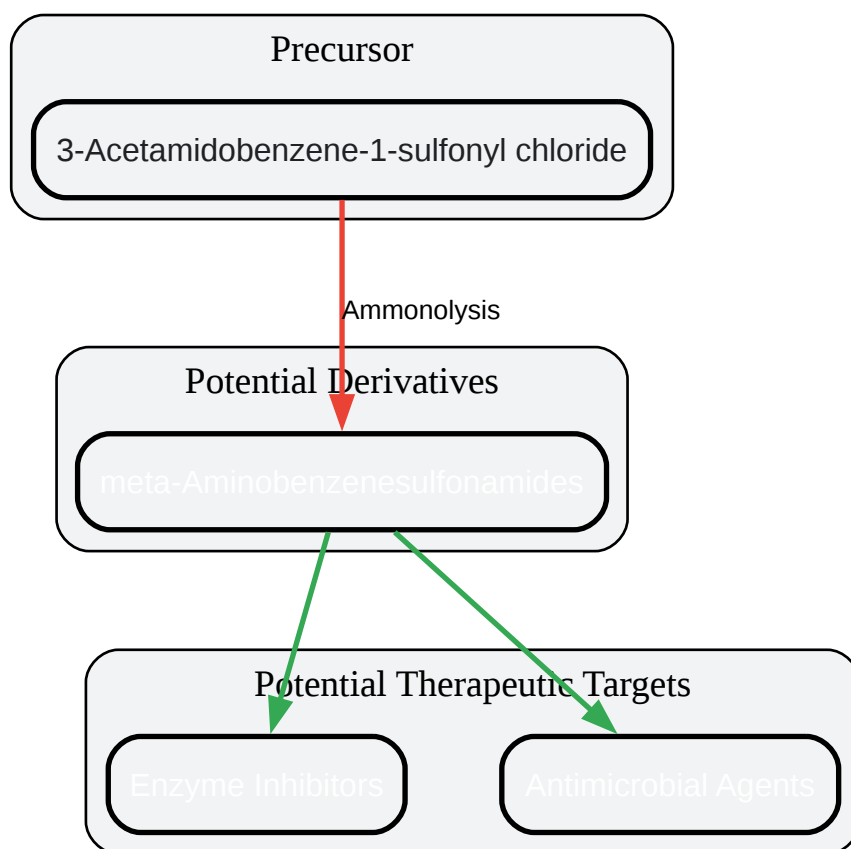 Precursor
3-Acetamidobenzene-1-sulfonyl chloride
Ammonolysis
Potential Derivatives
meta-Aminobenzenesulfonamides
Potential Therapeutic Targets
Enzyme Inhibitors
Antimicrobial Agents